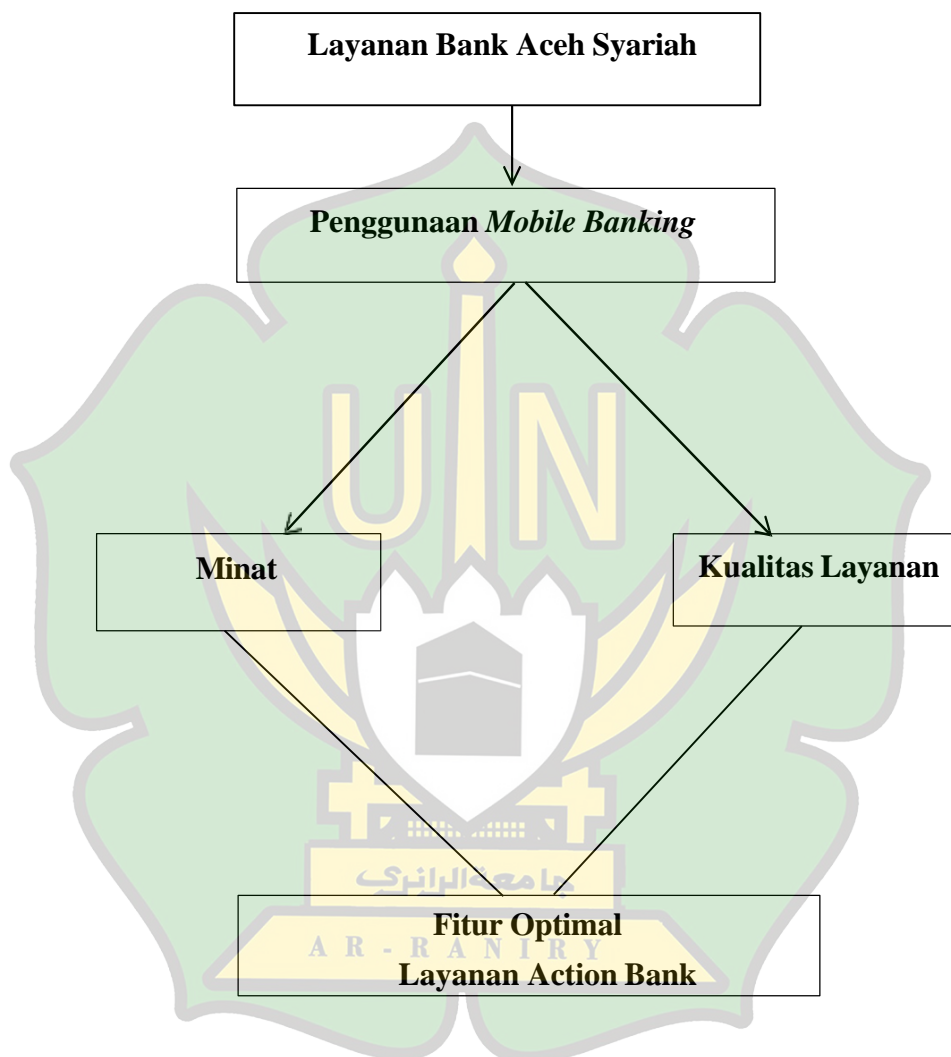 Layanan Bank Aceh Syariah
Penggunaan Mobile Banking
UIN
Minat
Kualitas Layanan
جامعة الرانري
Fitur Optimal
AR-RANIRY
Layanan Action Bank